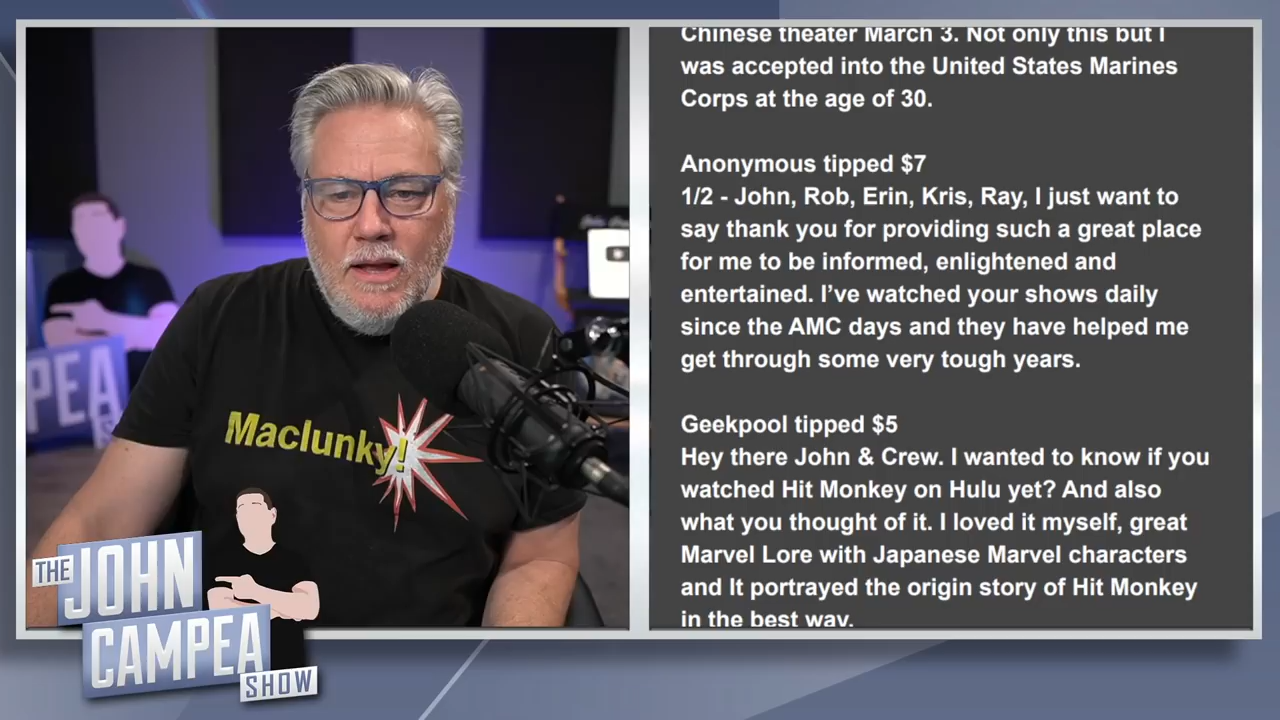 Chinese theater March 3. Not only this but I
was accepted into the United States Marines
Corps at the age of 30.
Anonymous tipped $7
1/2 - John, Rob, Erin, Kris, Ray, I just want to
say thank you for providing such a great place
for me to be informed, enlightened and
entertained. I’ve watched your shows daily
since the AMC days and they have helped me
get through some very tough years.
Geekpool tipped $5
Hey there John & Crew. I wanted to know if you
watched Hit Monkey on Hulu yet? And also
what you thought of it. I loved it myself, great
Marvel Lore with Japanese Marvel characters
and It portrayed the origin story of Hit Monkey
in the best way.
PEA
Maclunky!
THE
JOHN
CAMPEA
SHOW